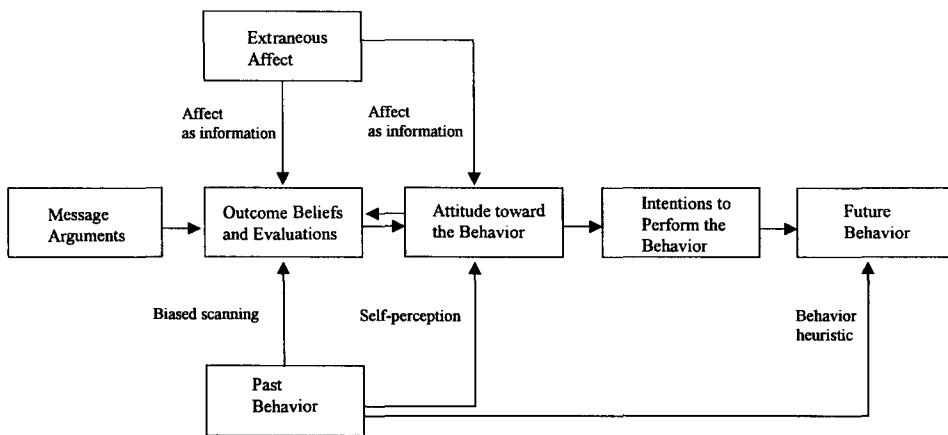 Extraneous
Affect
Affect
as information
Affect
as information
Message
Arguments
Outcome Beliefs
and Evaluations
Attitude toward
the Behavior
Intentions to
Perform the
Behavior
Future
Behavior
Biased scanning
Self-perception
Behavior
heuristic
Past
Behavior